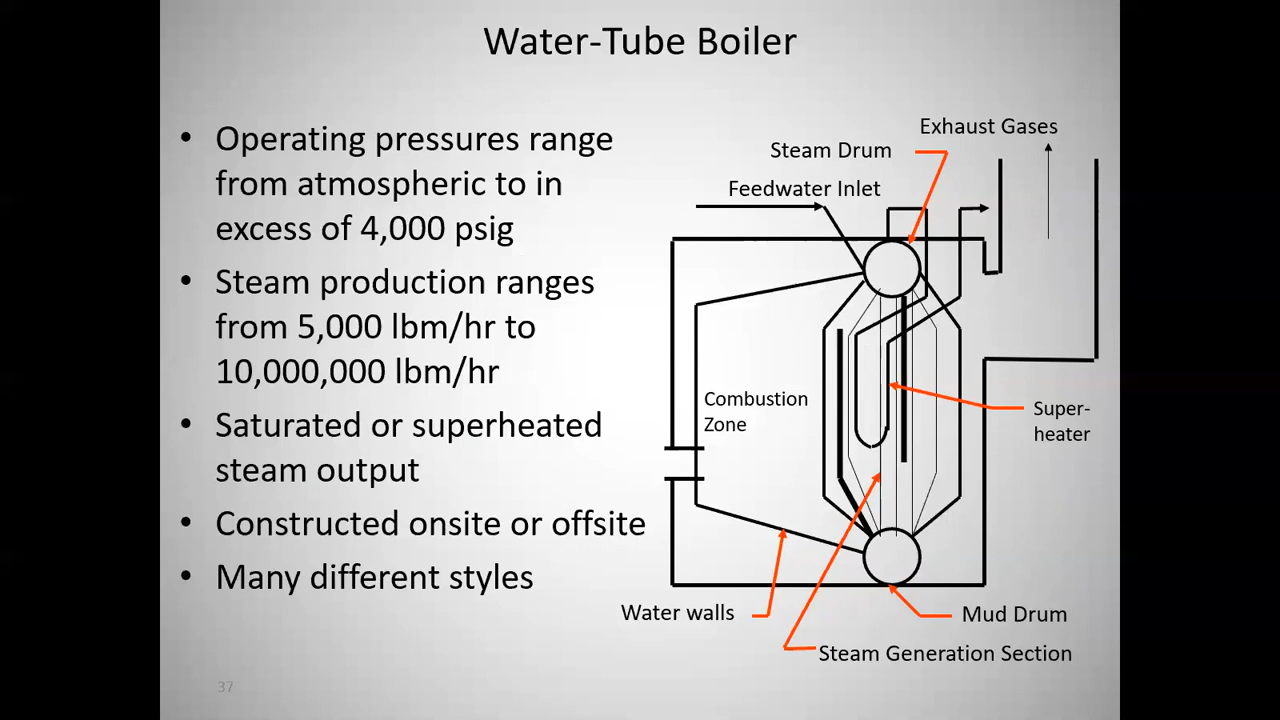 Water-Tube Boiler
• Operating pressures range
from atmospheric to in
excess of 4,000 psig
• Steam production ranges
from 5,000 lbm/hr to
10,000,000 lbm/hr
• Saturated or superheated
steam output
• Constructed onsite or offsite
• Many different styles
Exhaust Gases
Steam Drum
Feedwater Inlet
Combustion
Zone
Super-
heater
Water walls
Mud Drum
Steam Generation Section
37